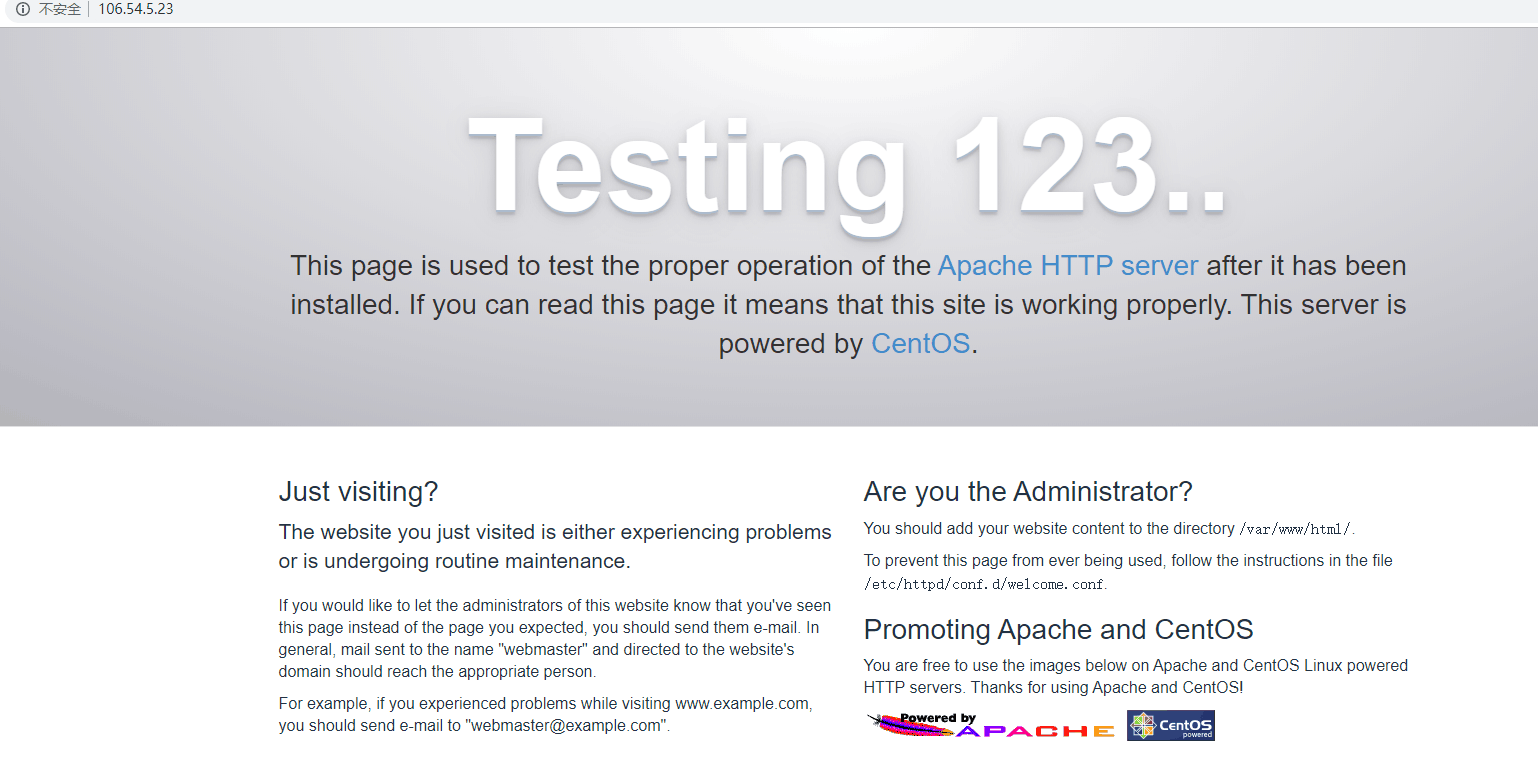 不安全 106.54.5.23
Testing 123..
This page is used to test the proper operation of the Apache HTTP server after it has been
installed. If you can read this page it means that this site is working properly. This server is
powered by CentOS.
Just visiting?
The website you just visited is either experiencing problems
or is undergoing routine maintenance.
If you would like to let the administrators of this website know that you've seen
this page instead of the page you expected, you should send them e-mail. In
general, mail sent to the name "webmaster" and directed to the website's
domain should reach the appropriate person.
For example, if you experienced problems while visiting www.example.com,
you should send e-mail to "webmaster@example.com".
Are you the Administrator?
You should add your website content to the directory /var/www/html/.
To prevent this page from ever being used, follow the instructions in the file
/etc/httpd/conf.d/welcome.conf.
Promoting Apache and CentOS
You are free to use the images below on Apache and CentOS Linux powered
HTTP servers. Thanks for using Apache and CentOS!
Powered by
APACHE
CentOS
powered